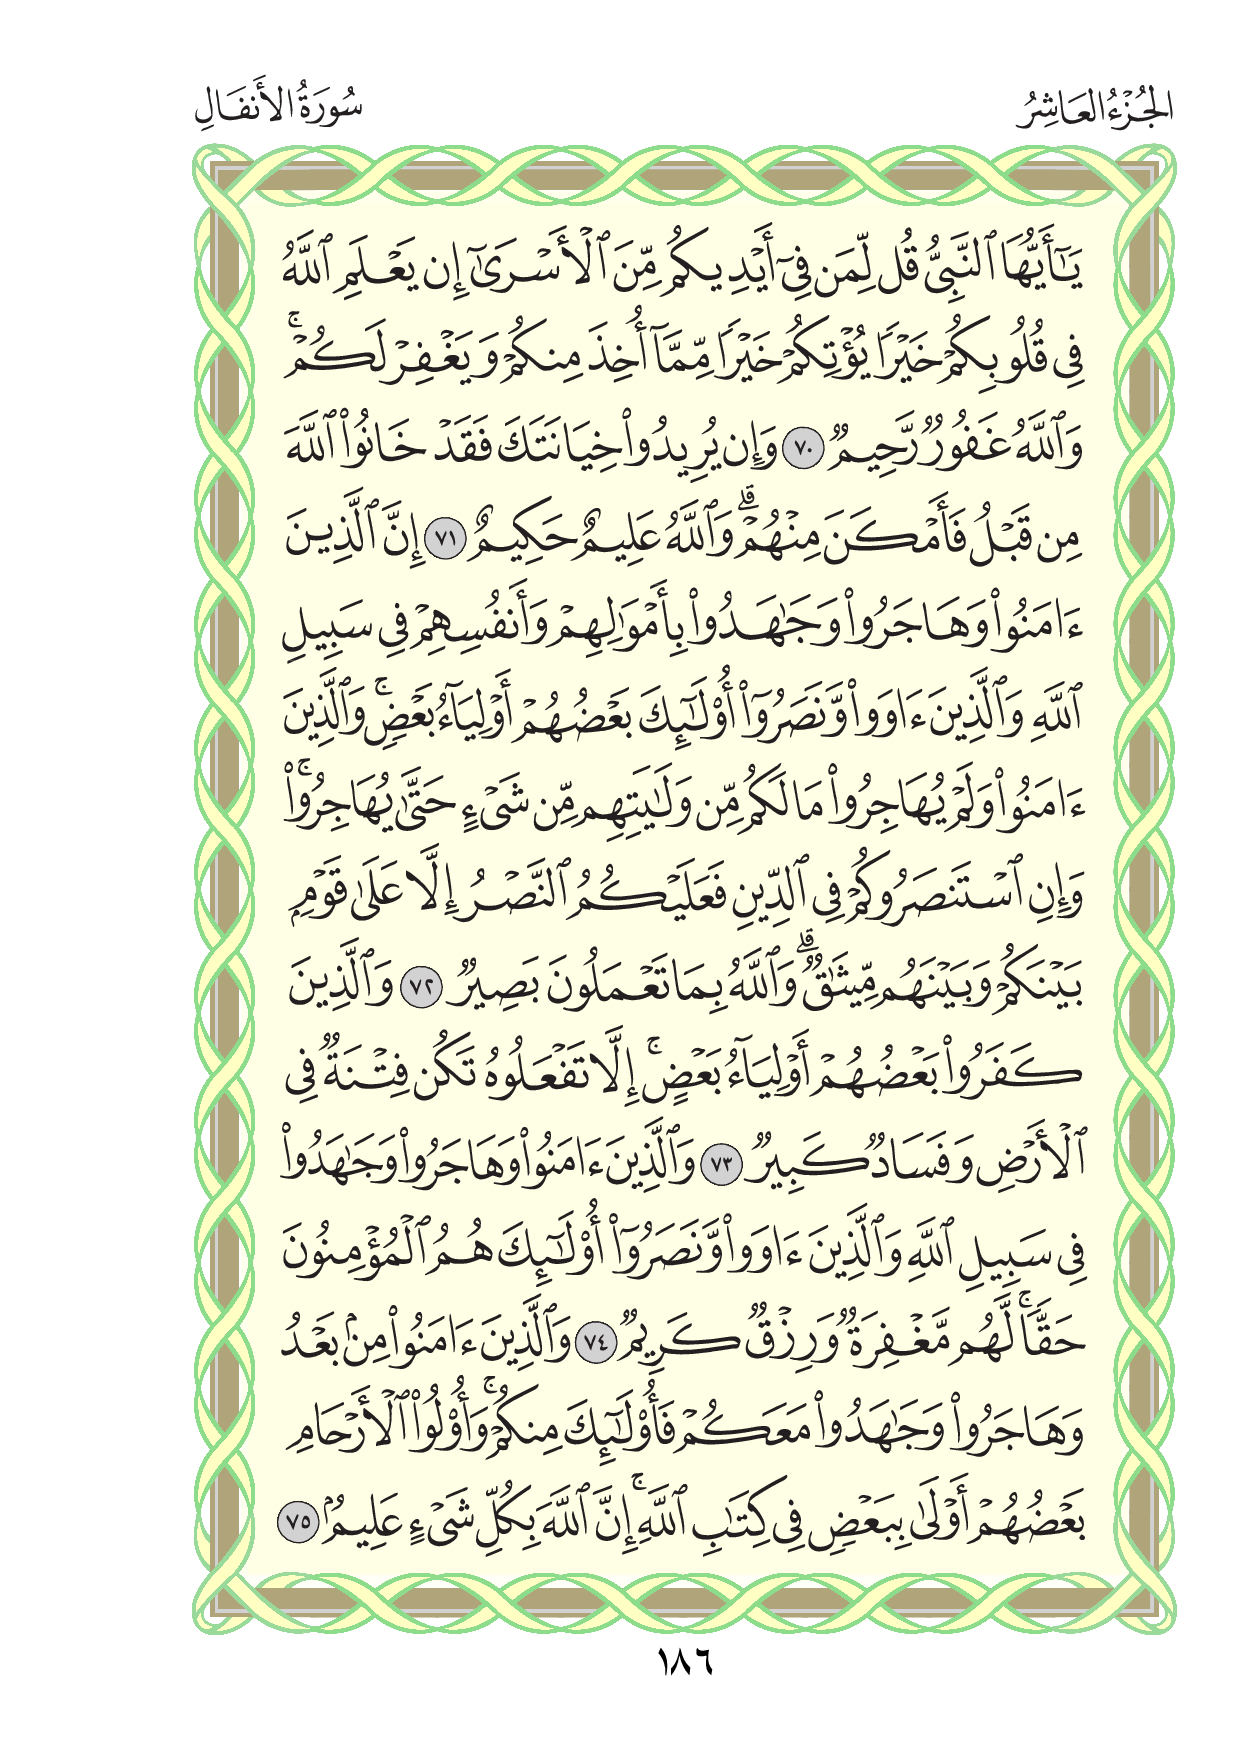 الجُزْءُ العَاشِرُ
سُورَةُ الأَنفَالِ
يَـٰٓأَيُّهَا ٱلنَّبِىُّ قُل لِّمَن فِىٓ أَيْدِيكُم مِّنَ ٱلْأَسْرَىٰٓ إِن يَعْلَمِ ٱللَّهُ
فِى قُلُوبِكُمْ خَيْرًا يُؤْتِكُمْ خَيْرًا مِّمَّآ أُخِذَ مِنكُمْ وَيَغْفِرْ لَكُمْ ۚ
وَٱللَّهُ غَفُورٌ رَّحِيمٌ ٧٠ وَإِن يُرِيدُوا۟ خِيَانَتَكَ فَقَدْ خَانُوا۟ ٱللَّهَ
مِن قَبْلُ فَأَمْكَنَ مِنْهُمْ ۗ وَٱللَّهُ عَلِيمٌ حَكِيمٌ ٧١ إِنَّ ٱلَّذِينَ
ءَامَنُوا۟ وَهَاجَرُوا۟ وَجَـٰهَدُوا۟ بِأَمْوَٰلِهِمْ وَأَنفُسِهِمْ فِى سَبِيلِ
ٱللَّهِ وَٱلَّذِينَ ءَاوَوا۟ وَّنَصَرُوٓا۟ أُو۟لَـٰٓئِكَ بَعْضُهُمْ أَوْلِيَآءُ بَعْضٍ ۚ وَٱلَّذِينَ
ءَامَنُوا۟ وَلَمْ يُهَاجِرُوا۟ مَا لَكُم مِّن وَلَـٰيَتِهِم مِّن شَىْءٍ حَتَّىٰ يُهَاجِرُوا۟ ۚ
وَإِنِ ٱسْتَنصَرُوكُمْ فِى ٱلدِّينِ فَعَلَيْكُمُ ٱلنَّصْرُ إِلَّا عَلَىٰ قَوْمٍۭ
بَيْنَكُمْ وَبَيْنَهُم مِّيثَـٰقٌ ۗ وَٱللَّهُ بِمَا تَعْمَلُونَ بَصِيرٌ ٧٢ وَٱلَّذِينَ
كَفَرُوا۟ بَعْضُهُمْ أَوْلِيَآءُ بَعْضٍ ۚ إِلَّا تَفْعَلُوهُ تَكُن فِتْنَةٌ فِى
ٱلْأَرْضِ وَفَسَادٌ كَبِيرٌ ٧٣ وَٱلَّذِينَ ءَامَنُوا۟ وَهَاجَرُوا۟ وَجَـٰهَدُوا۟
فِى سَبِيلِ ٱللَّهِ وَٱلَّذِينَ ءَاوَوا۟ وَّنَصَرُوٓا۟ أُو۟لَـٰٓئِكَ هُمُ ٱلْمُؤْمِنُونَ
حَقًّا ۚ لَّهُم مَّغْفِرَةٌ وَرِزْقٌ كَرِيمٌ ٧٤ وَٱلَّذِينَ ءَامَنُوا۟ مِنۢ بَعْدُ
وَهَاجَرُوا۟ وَجَـٰهَدُوا۟ مَعَكُمْ فَأُو۟لَـٰٓئِكَ مِنكُمْ ۚ وَأُو۟لُوا۟ ٱلْأَرْحَامِ
بَعْضُهُمْ أَوْلَىٰ بِبَعْضٍ فِى كِتَـٰبِ ٱللَّهِ ۚ إِنَّ ٱللَّهَ بِكُلِّ شَىْءٍ عَلِيمٌۢ ٧٥
١٨٦